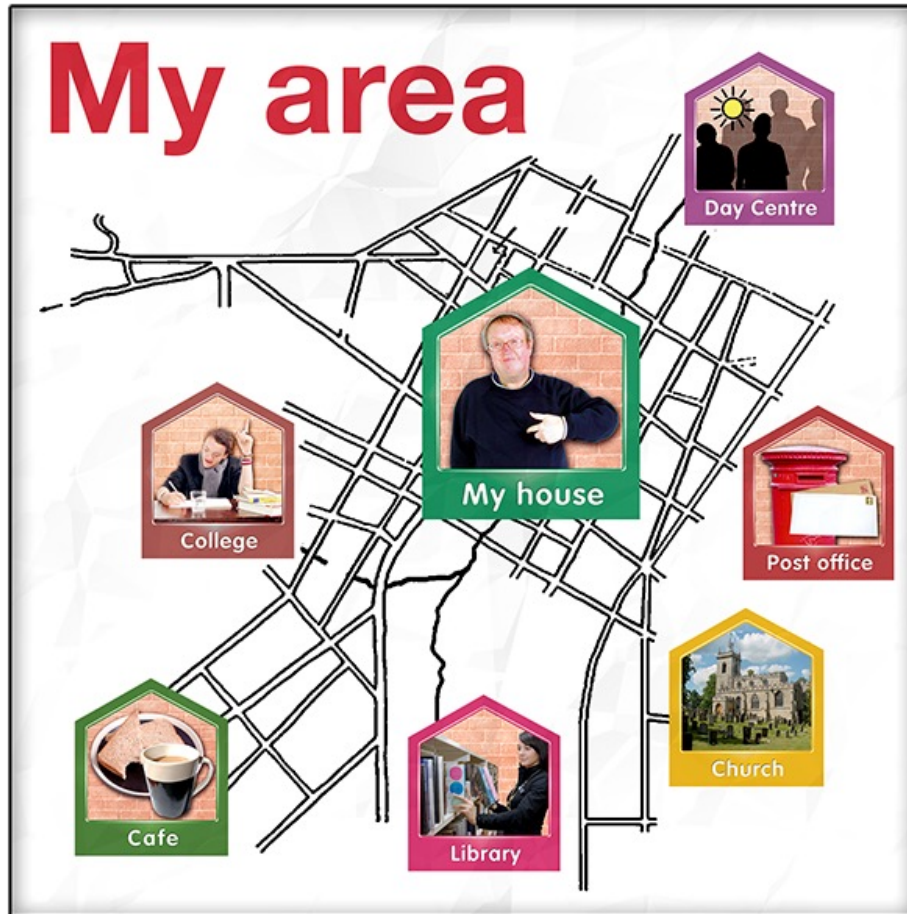 My area
Day Centre
My house
College
Post office
Church
Cafe
Library